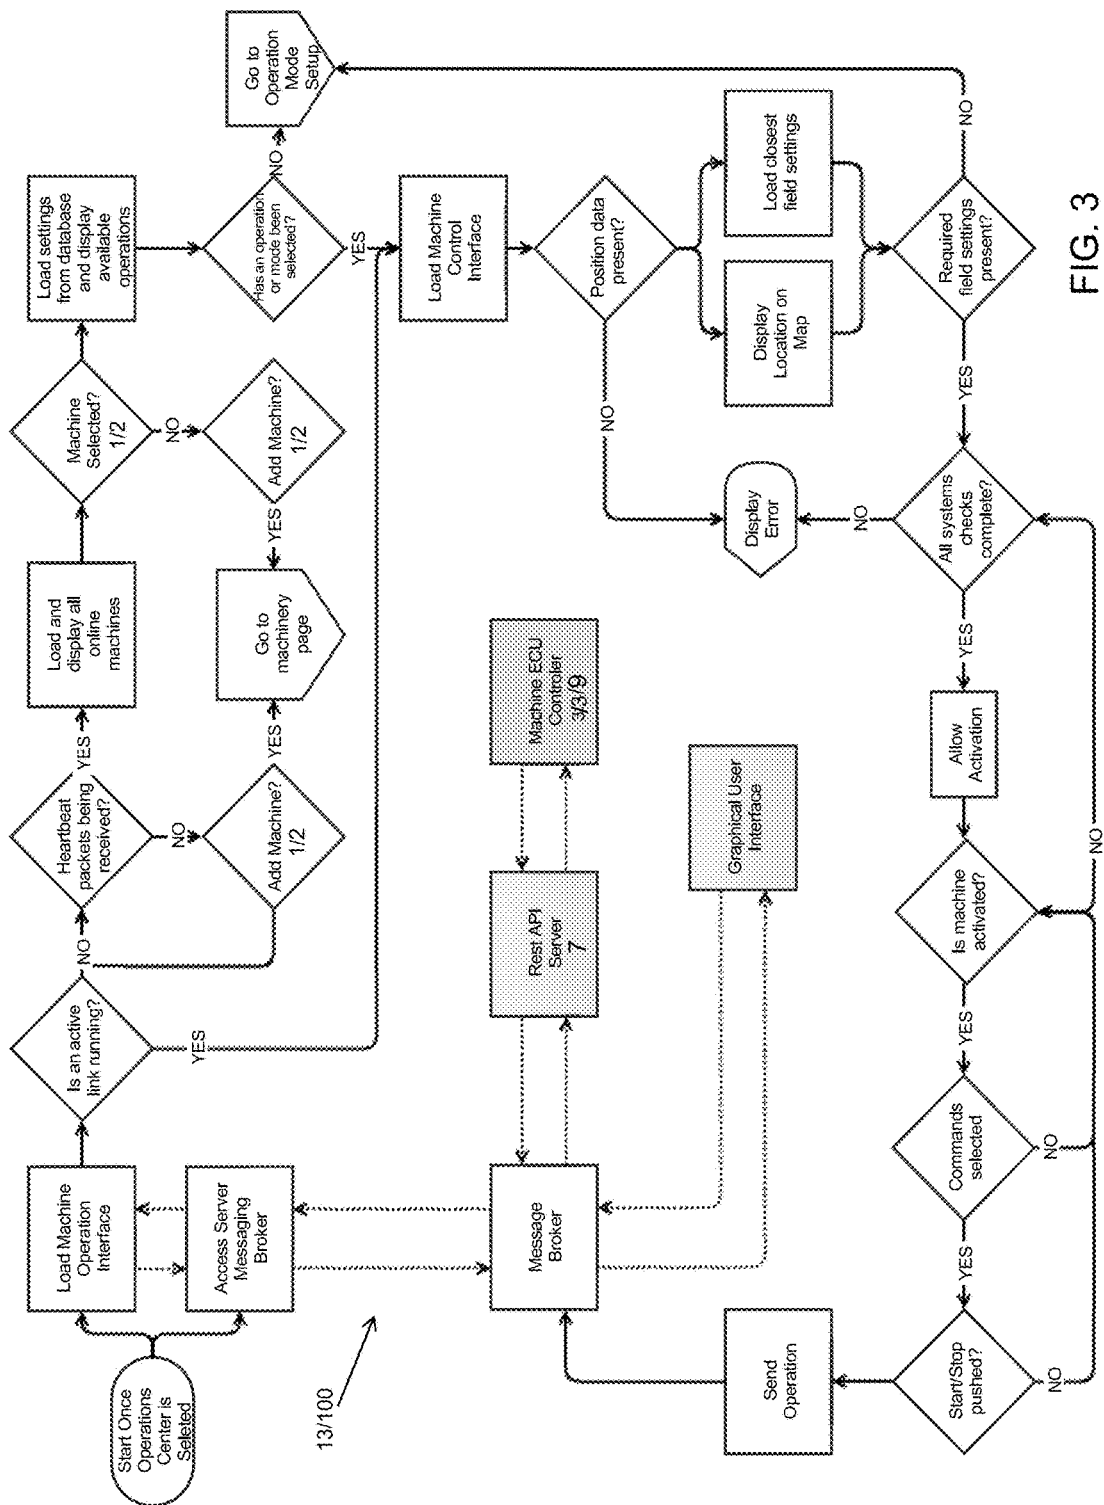 Start Once
Operations
Center is
Seleted
Load Machine
Operation
Interface
Access Server
Messaging
Broker
Is an active
link running?
NO
YES
Heartbeat
packets being
received?
YES
NO
Add Machine?
1/2
YES
Load and
display all
online
machines
Go to
machinery
page
Machine
Selected?
1/2
NO
Add Machine?
1/2
YES
Load settings
from database
and display
available
operations
Has an operation
or mode been
selected?
NO
YES
Go to
Operation
Mode
Setup
13/100
Message
Broker
Rest API
Server
7
Machine ECU
Controler
3/3/9
Graphical User
Interface
Load Machine
Control
Interface
Position data
present?
NO
Display
Error
Display
Location on
Map
Load closest
field settings
Required
field settings
present?
NO
YES
All systems
checks
complete?
NO
YES
Allow
Activation
Is machine
activated?
NO
YES
Commands
selected
NO
YES
Start/Stop
pushed?
NO
Send
Operation
FIG. 3